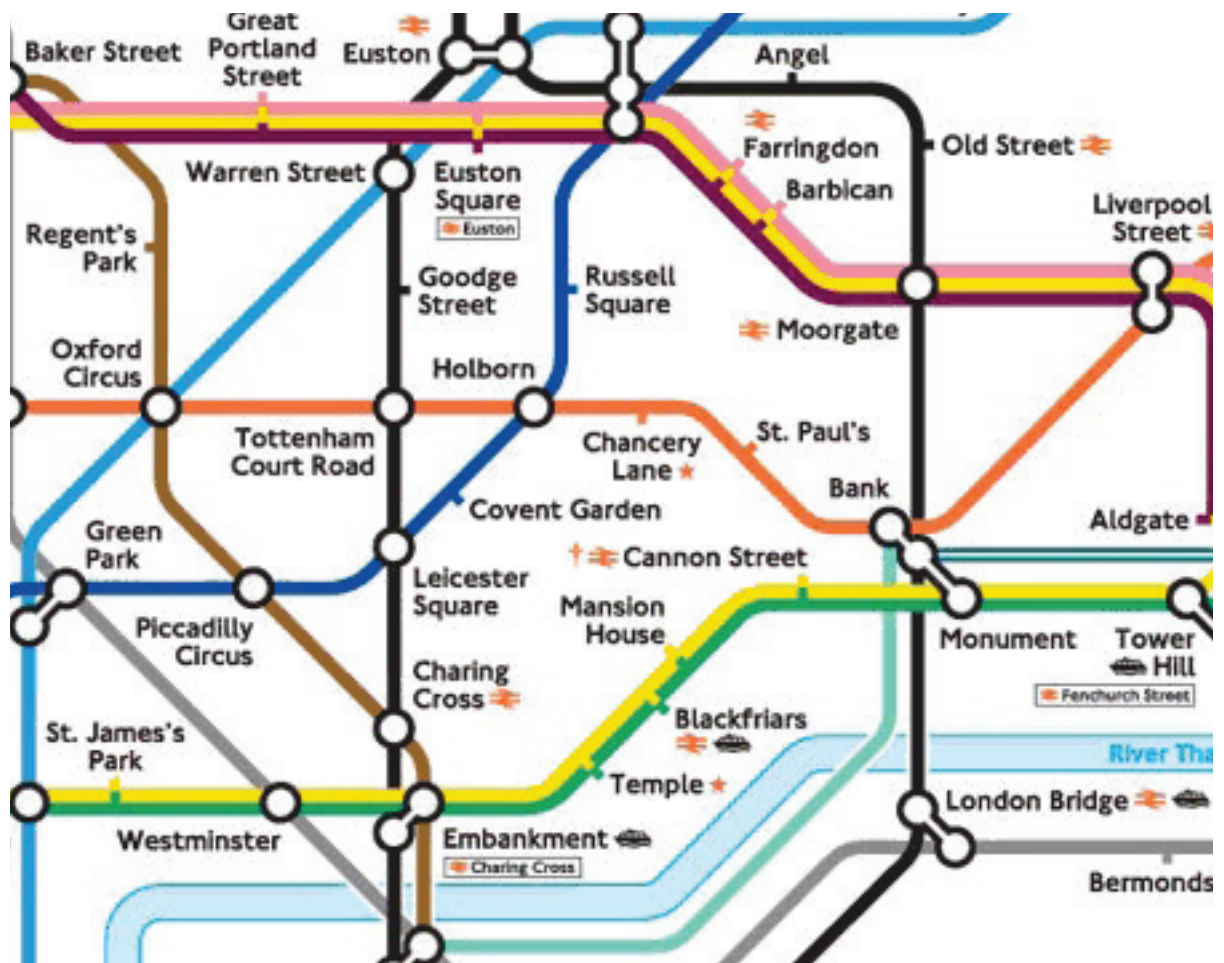 Great
Portland
Street
Baker Street
Euston
Angel
Old Street
Farringdon
Barbican
Warren Street
Euston
Square
Euston
Liverpool
Street
Regent's
Park
Goodge
Street
Russell
Square
Moorgate
Oxford
Circus
Holborn
Tottenham
Court Road
Chancery
Lane
St. Paul's
Bank
Covent Garden
Aldgate
Green
Park
Cannon Street
Leicester
Square
Mansion
House
Piccadilly
Circus
Monument
Tower
Hill
Fenchurch Street
Charing
Cross
Blackfriars
St. James's
Park
River Tha
Temple
London Bridge
Westminster
Embankment
Charing Cross
Bermonds